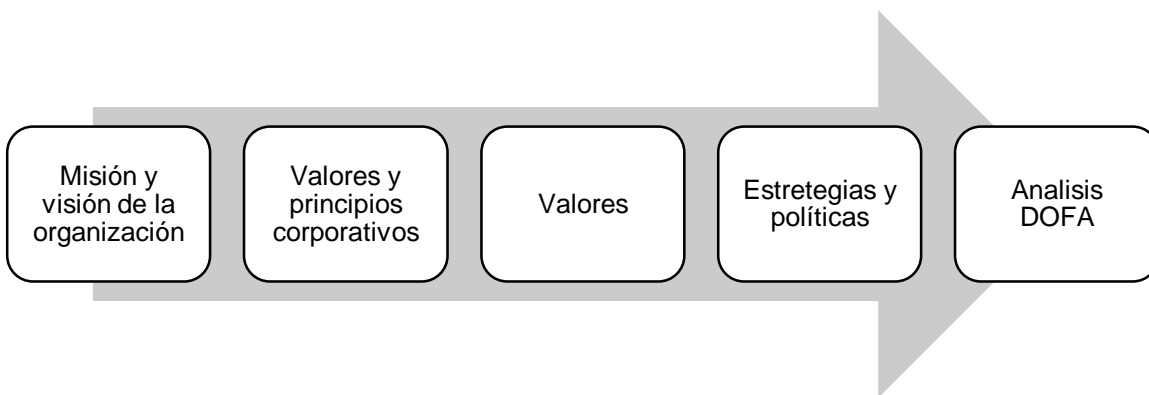 Misión y
visión de la
organización
Valores y
principios
corporativos
Valores
Estretegias y
políticas
Analisis
DOFA